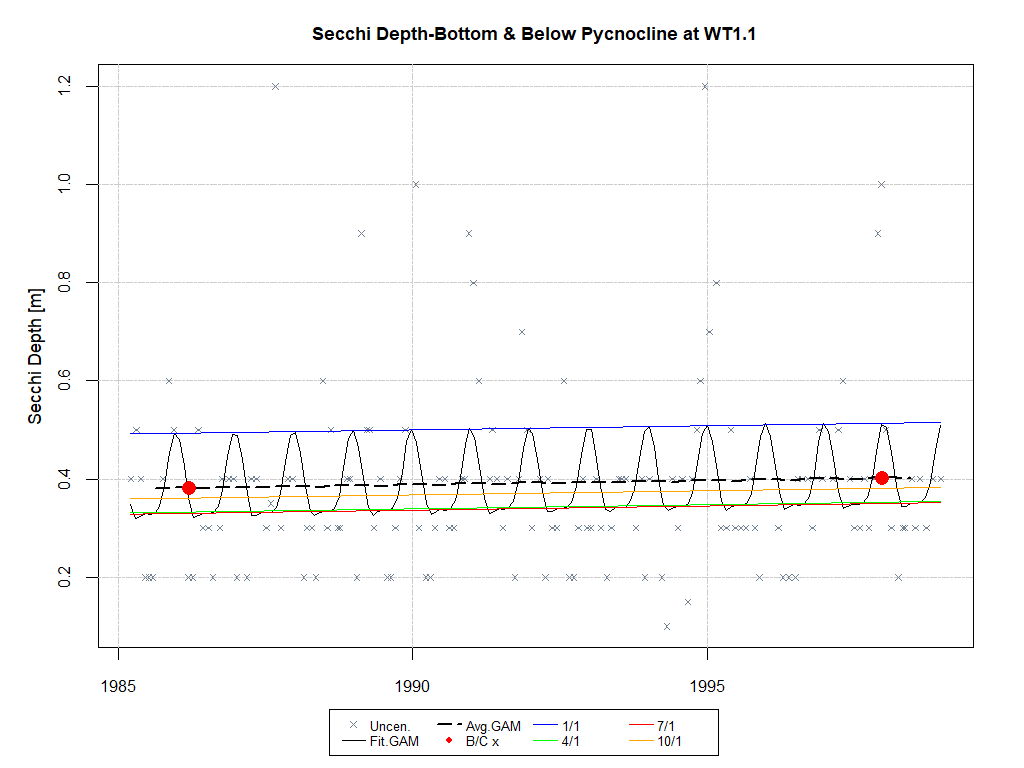 Secchi Depth-Bottom & Below Pycnocline at WT1.1
Secchi Depth [m]
1.2
1.0
0.8
0.6
0.4
0.2
1985 1990 1995
Uncen. Avg.GAM 1/1 7/1
Fit.GAM B/C x 4/1 10/1